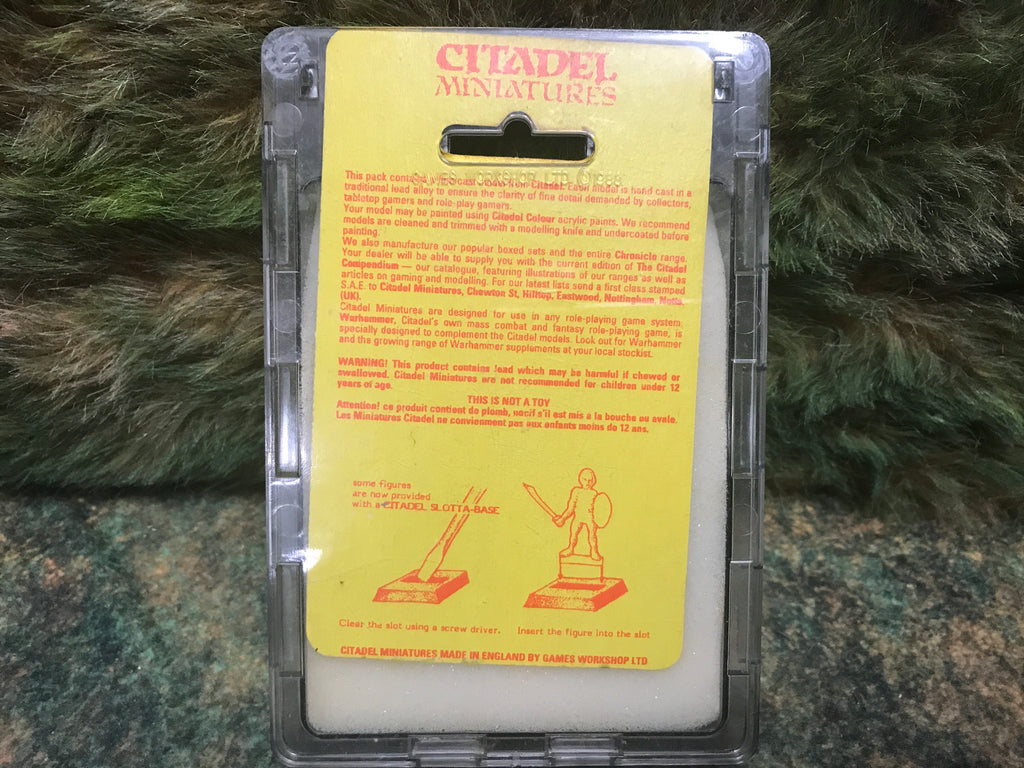 CITADEL
MINIATURES
WORKSHOP LTD
This pack contains from Citadel. Each model is hand cast in a
traditional lead alloy to ensure the clarity of fine detail demanded by collectors,
tabletop gamers and role-play gamers.
Your model may be painted using Citadel Colour acrylic paints. We recommend
models are cleaned and trimmed with a modelling knife and undercoated before
painting.
We also manufacture our popular boxed sets and the entire Chronicle range.
Your dealer will be able to supply you with the current edition of The Citadel
Compendium — our catalogue, featuring illustrations of our ranges as well as
articles on gaming and modelling. For our latest lists send a first class stamped
S.A.E. to Citadel Miniatures, Chewton St, Hilltop, Eastwood, Nottingham, Notts.
(UK).
Citadel Miniatures are designed for use in any role-playing game system.
Warhammer, Citadel's own mass combat and fantasy role-playing game, is
specially designed to complement the Citadel models. Look out for Warhammer
and the growing range of Warhammer supplements at your local stockist.
WARNING! This product contains lead which may be harmful if chewed or
swallowed. Citadel Miniatures are not recommended for children under 12
years of age.
THIS IS NOT A TOY
Attention! ce produit contient de plomb, nocif s'il est mis a la bouche ou avale.
Les Miniatures Citadel ne conviennent pas aux enfants moins de 12 ans.
some figures
are now provided
with a CITADEL SLOTTA-BASE
Clear the slot using a screw driver. Insert the figure into the slot
CITADEL MINIATURES MADE IN ENGLAND BY GAMES WORKSHOP LTD